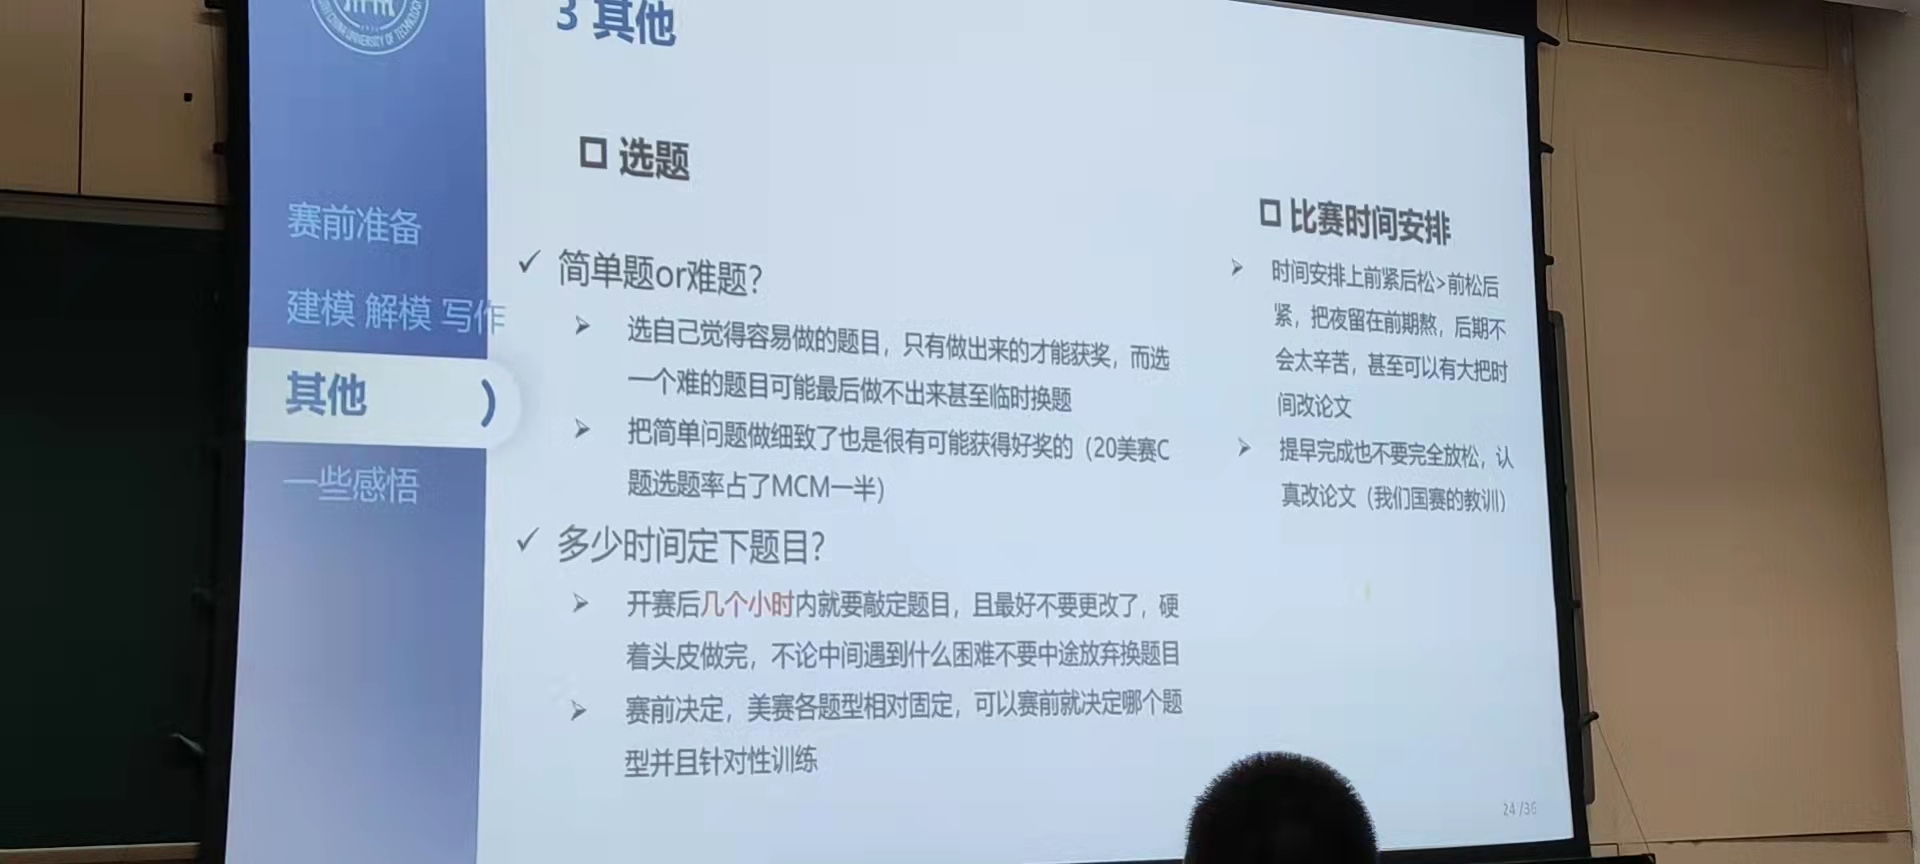 UNIVERSITY OF TECHNOLOGY
3 其他
赛前准备
建模 解模 写作
其他
一些感悟
选题
简单题or难题?
选自己觉得容易做的题目，只有做出来的才能获奖，而选
一个难的题目可能最后做不出来甚至临时换题
把简单问题做细致了也是很有可能获得好奖的（20美赛C
题选题率占了MCM一半）
多少时间定下题目?
开赛后几个小时内就要敲定题目，且最好不要更改了，硬
着头皮做完，不论中间遇到什么困难不要中途放弃换题目
赛前决定，美赛各题型相对固定，可以赛前就决定哪个题
型并且针对性训练
比赛时间安排
时间安排上前紧后松>前松后
紧，把夜留在前期熬，后期不
会太辛苦，甚至可以有大把时
间改论文
提早完成也不要完全放松，认
真改论文（我们国赛的教训）
24 /36